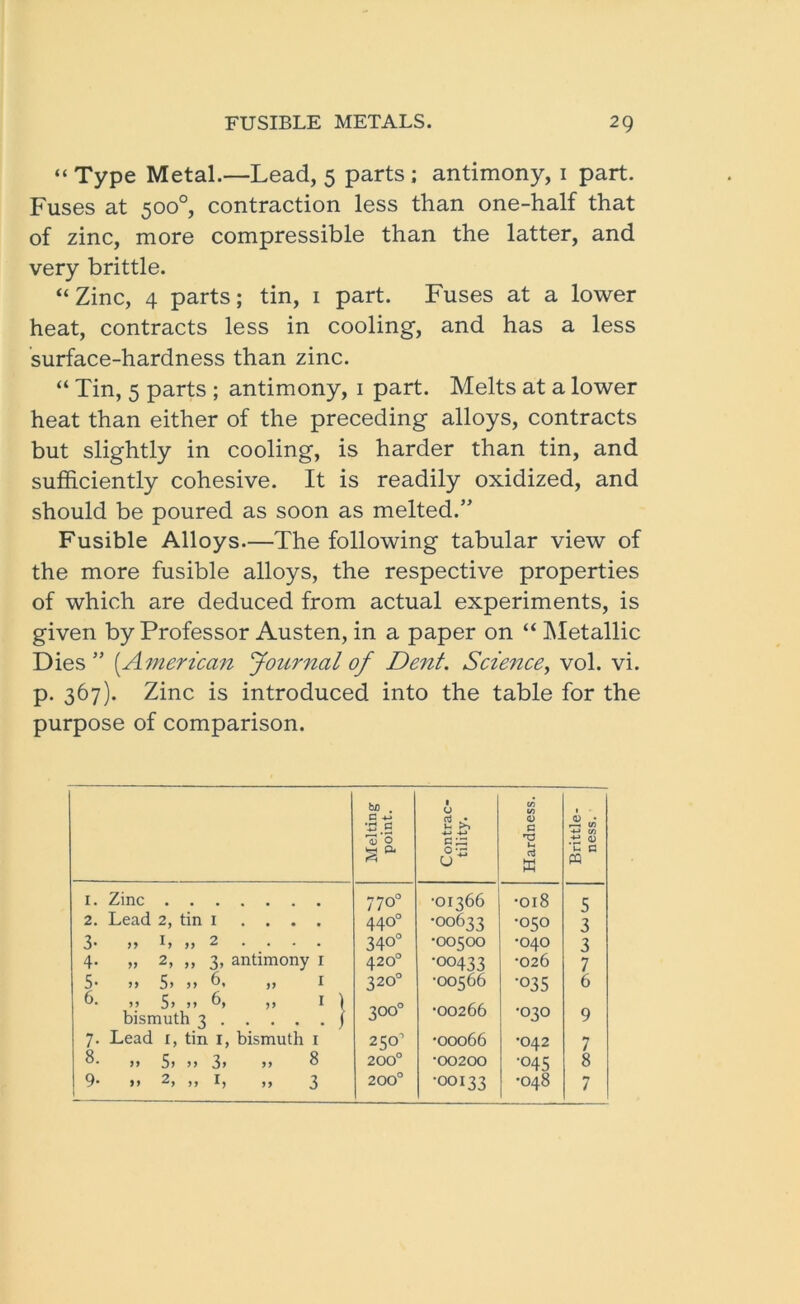 FUSIBLE METALS. 29
“ Type Metal.—Lead, 5 parts ; antimony, 1 part.
Fuses at 500°, contraction less than one-half that
of zinc, more compressible than the latter, and
very brittle.
“ Zinc, 4 parts ; tin, 1 part. Fuses at a lower
heat, contracts less in cooling, and has a less
surface-hardness than zinc.
“ Tin, 5 parts ; antimony, 1 part. Melts at a lower
heat than either of the preceding alloys, contracts
but slightly in cooling, is harder than tin, and
sufficiently cohesive. It is readily oxidized, and
should be poured as soon as melted.”
Fusible Alloys.—The following tabular view of
the more fusible alloys, the respective properties
of which are deduced from actual experiments, is
given by Professor Austen, in a paper on “ Metallic
Dies ” (American Journal of Dent. Science, vol. vi.
p. 367). Zinc is introduced into the table for the
purpose of comparison.
Melting point. Contrac-tility. Hardness. Brittle-ness.
1. Zinc . . . . . . . 770° ·01366 ·018 5
2. Lead 2, tin 1 . . . . 440° ·00633 ·050 3
3. ,, 1, ,, 2 . . . . 340° ·00500 ·040 3
4. ,, 2, ,, 3, antimony 1 420° ·00433 ·026 7
5. ,, 5, ,, 6, ,, 1 320° ·00566 ·035 6
6. ,, 5, ,, 6, ,, 1 }
bismuth 3 . . . . . } 300° ·00266 ·030 9
7. Lead 1, tin 1, bismuth 1 250° ·00066 ·042 7
8. ,, 5, ,, 3, ,, 8 200° ·00200 ·045 8
9. ,, 2, ,, 1, ,, 3 200° ·00133 ·048 7